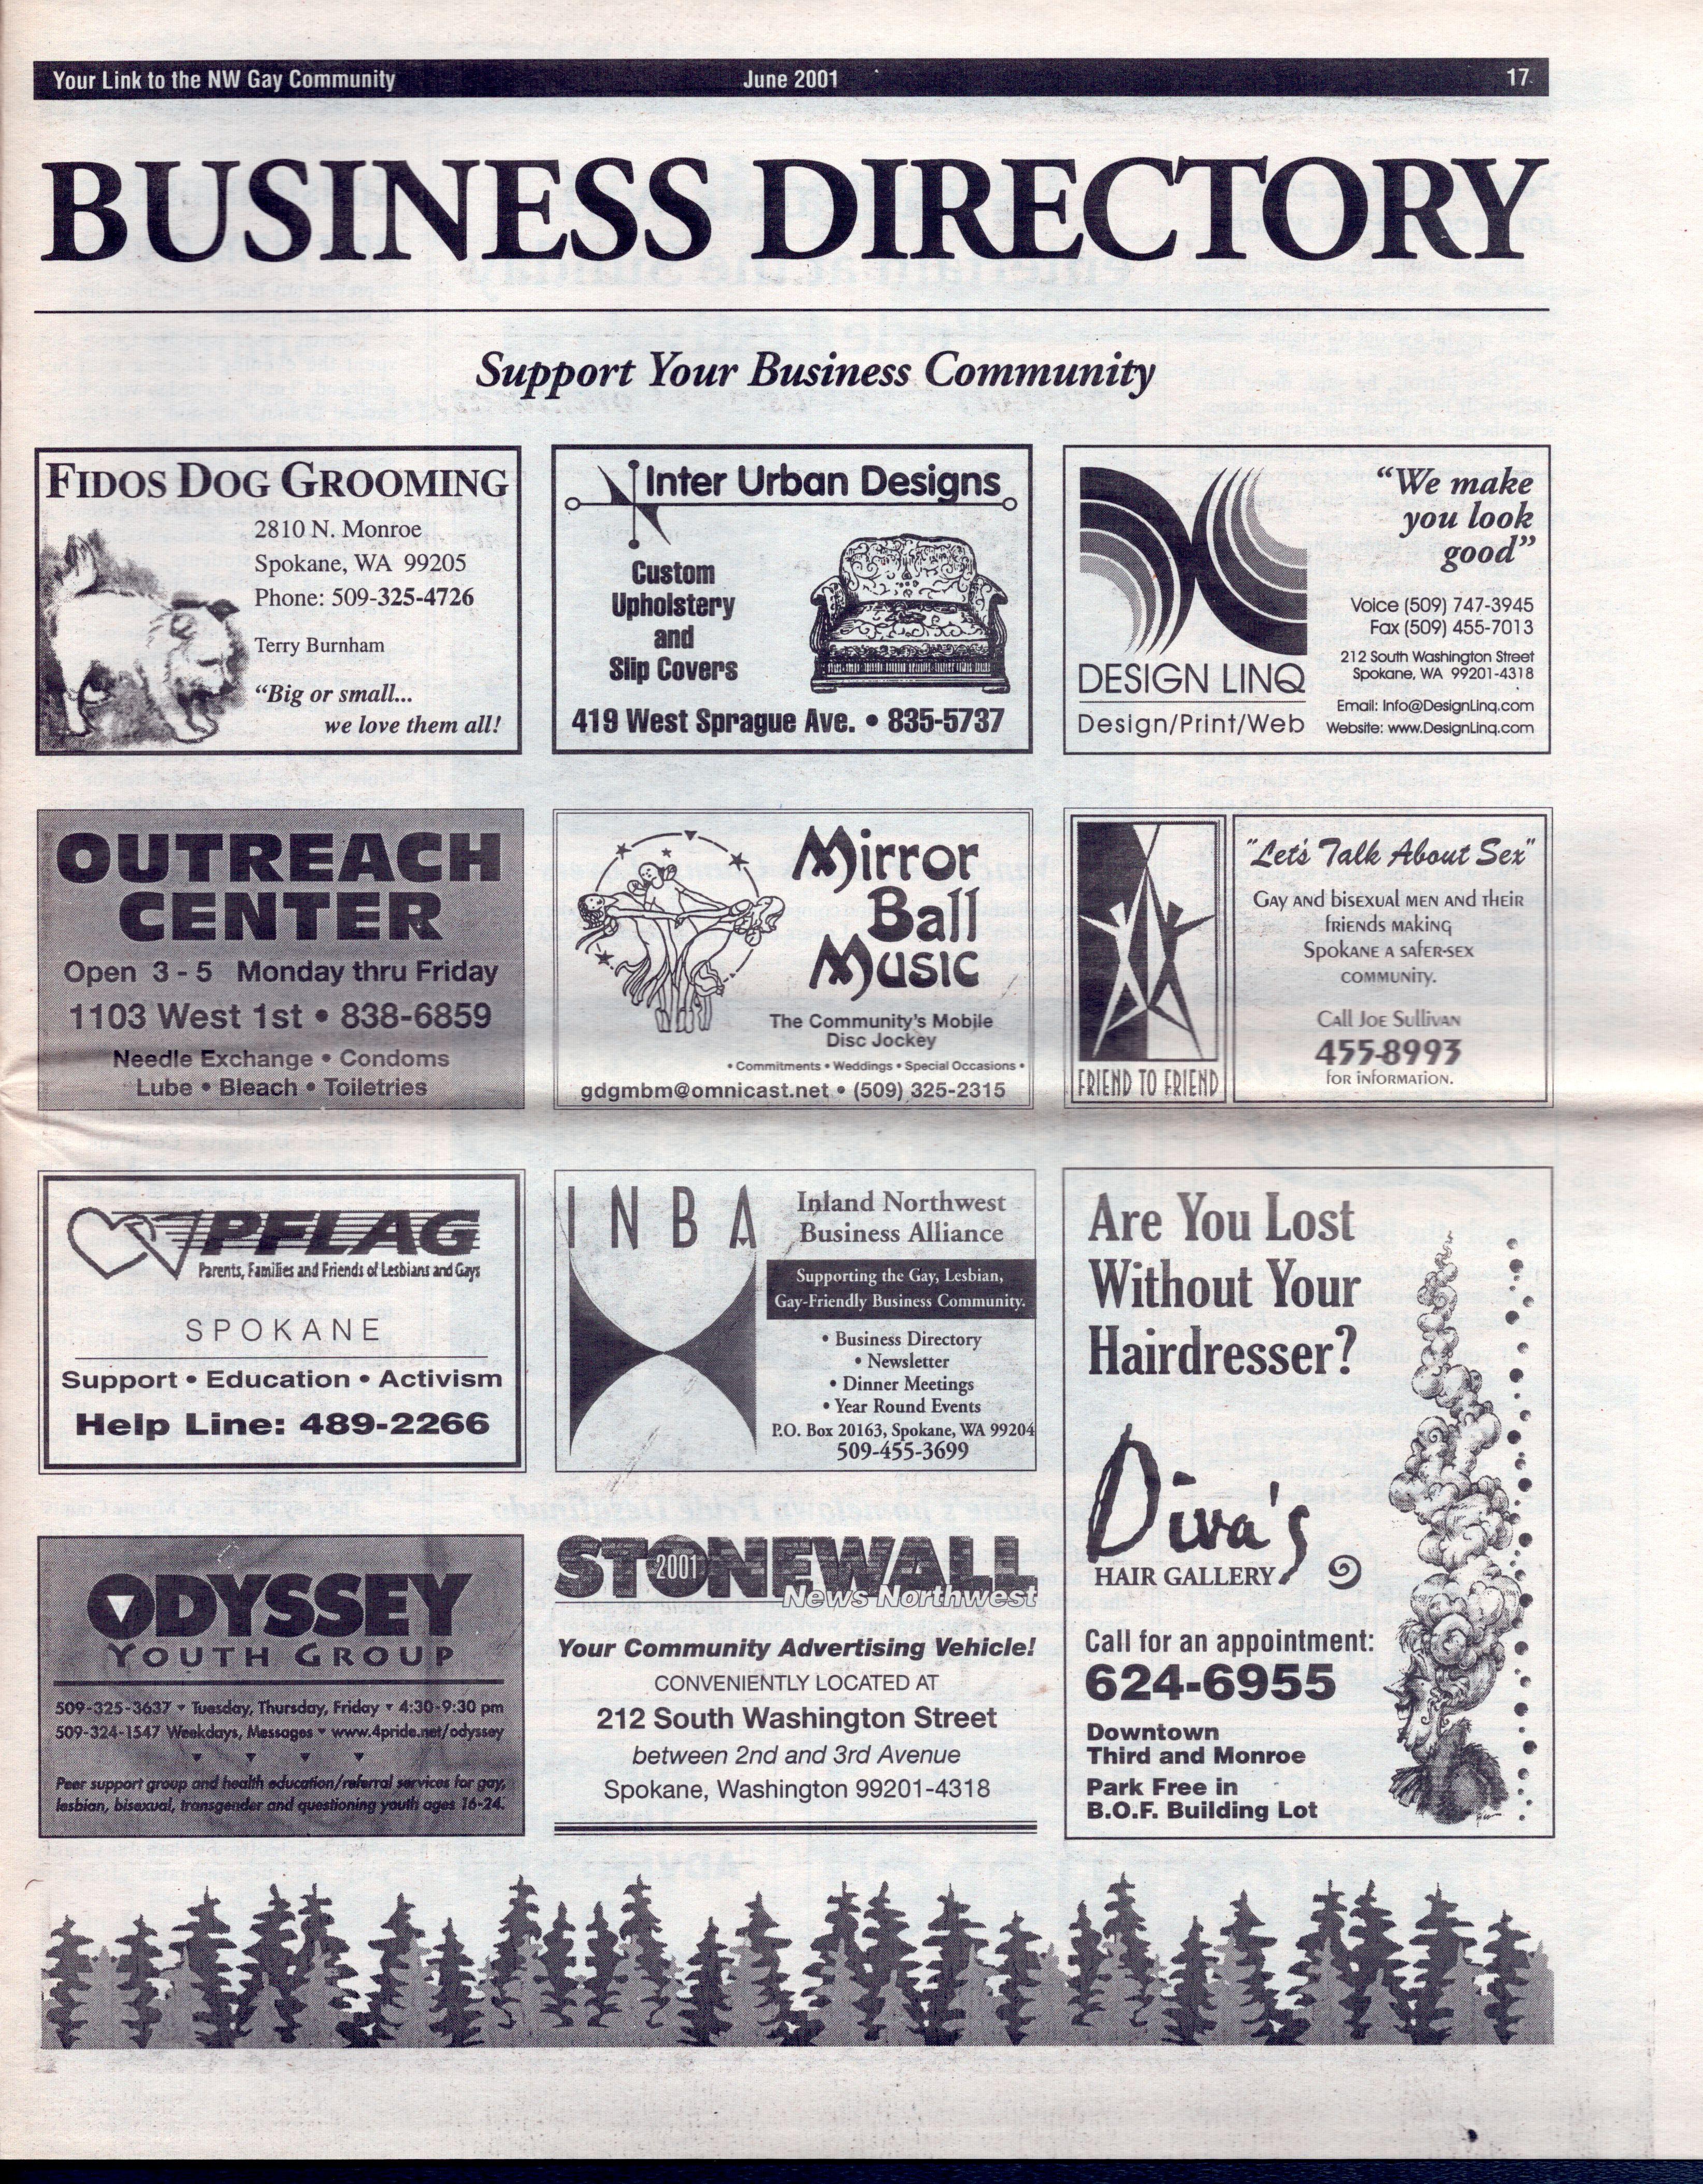 Your Link to the NW Gay Community
June 2001
17
BUSINESS DIRECTORY
Support Your Business Community
FIDOS DOG GROOMING
2810 N. Monroe
Spokane, WA 99205
Phone: 509-325-4726
Terry Burnham
"Big or small...
we love them all!
Inter Urban Designs
Custom
Upholstery
and
Slip Covers
419 West Sprague Ave. • 835-5737
"We make
you look
good"
Voice (509) 747-3945
Fax (509) 455-7013
212 South Washington Street
Spokane, WA 99201-4318
Email: Info@DesignLinq.com
Website: www.DesignLinq.com
DESIGN LINQ
Design/Print/Web
OUTREACH
CENTER
Open 3 - 5 Monday thru Friday
1103 West 1st • 838-6859
Needle Exchange • Condoms
Lube • Bleach • Toiletries
Mirror
Ball
Music
The Community's Mobile
Disc Jockey
• Commitments • Weddings • Special Occasions •
gdgmbm@omnicast.net • (509) 325-2315
FRIEND TO FRIEND
"Let's Talk About Sex"
Gay and bisexual men and their
friends making
Spokane a safer-sex
community.
Call Joe Sullivan
455-8993
for information.
PFLAG
Parents, Families and Friends of Lesbians and Gays
SPOKANE
Support • Education • Activism
Help Line: 489-2266
INBA
Inland Northwest
Business Alliance
Supporting the Gay, Lesbian,
Gay-Friendly Business Community.
• Business Directory
• Newsletter
• Dinner Meetings
• Year Round Events
P.O. Box 20163, Spokane, WA 99204
509-455-3699
Are You Lost
Without Your
Hairdresser?
Diva's
HAIR GALLERY
Call for an appointment:
624-6955
Downtown
Third and Monroe
Park Free in
B.O.F. Building Lot
ODYSSEY
YOUTH GROUP
509-325-3637 ▾ Tuesday, Thursday, Friday ▾ 4:30-9:30 pm
509-324-1547 Weekdays, Messages ▾ www.4pride.net/odyssey
Peer support group and health education/referral services for gay,
lesbian, bisexual, transgender and questioning youth ages 16-24.
STONEWALL
2001
News Northwest
Your Community Advertising Vehicle!
CONVENIENTLY LOCATED AT
212 South Washington Street
between 2nd and 3rd Avenue
Spokane, Washington 99201-4318